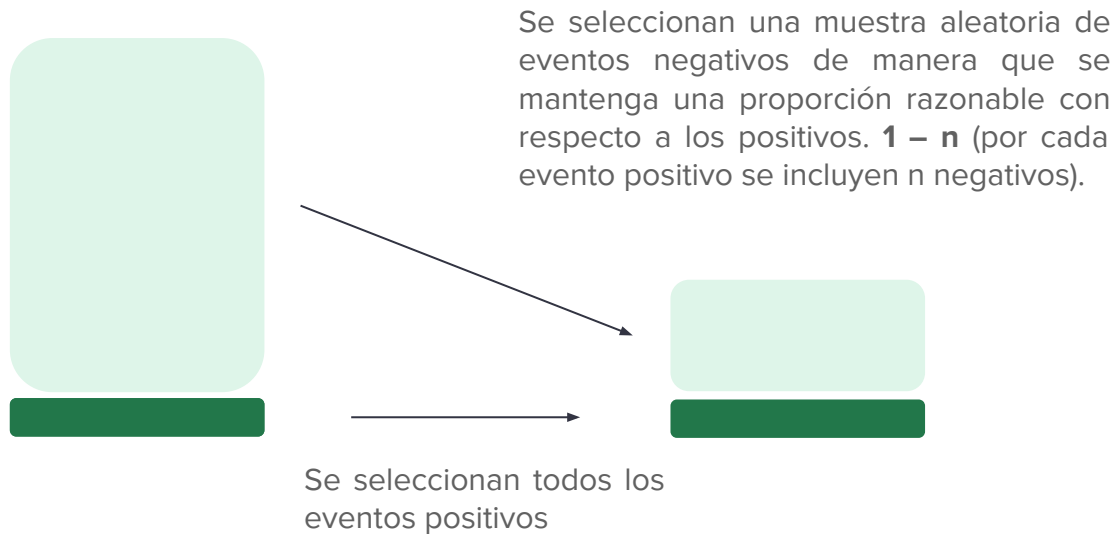 Se seleccionan una muestra aleatoria de
eventos negativos de manera que se
mantenga una proporción razonable con
respecto a los positivos. 1 – n (por cada
evento positivo se incluyen n negativos).
Se seleccionan todos los
eventos positivos